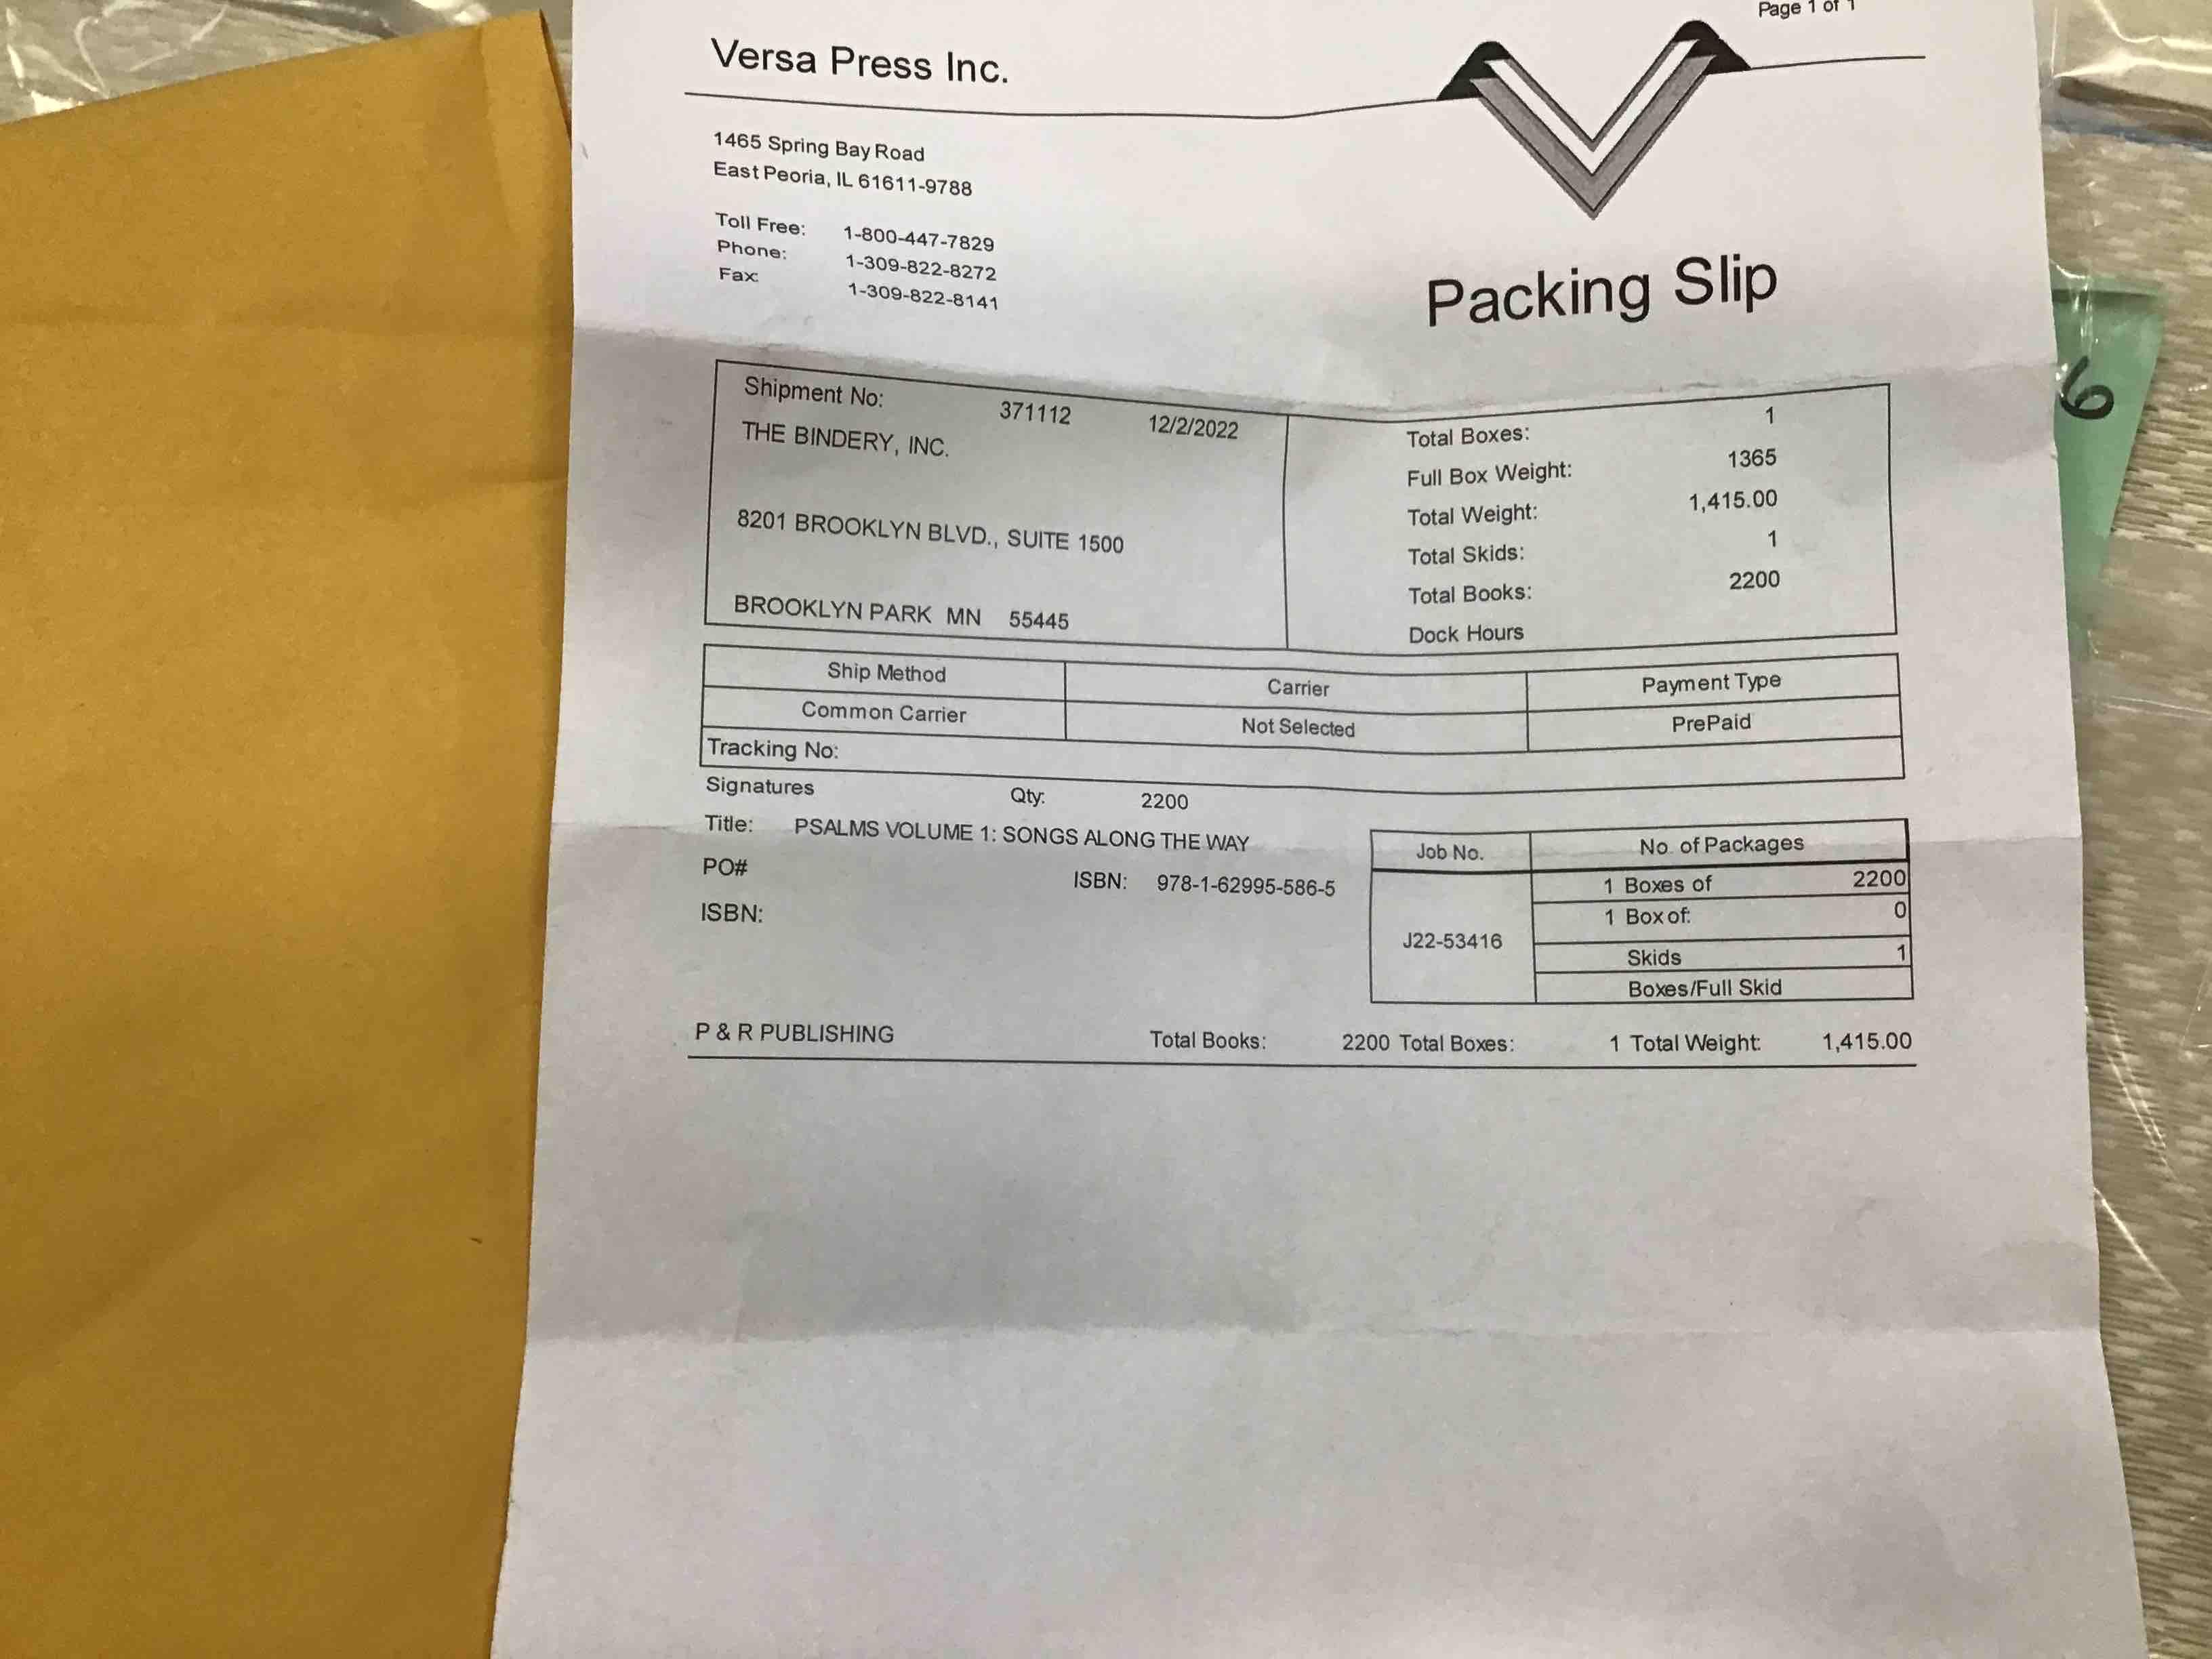 Page 1 of 1
Versa Press Inc.
1465 Spring Bay Road
East Peoria, IL 61611-9788
Toll Free: 1-800-447-7829
Phone: 1-309-822-8272
Fax: 1-309-822-8141
Packing Slip
Shipment No: 371112 12/2/2022
THE BINDERY, INC.
8201 BROOKLYN BLVD., SUITE 1500
BROOKLYN PARK MN 55445
Total Boxes: 1
Full Box Weight: 1365
Total Weight: 1,415.00
Total Skids: 1
Total Books: 2200
Dock Hours
Ship Method Carrier Payment Type
Common Carrier Not Selected PrePaid
Tracking No:
Signatures Qty: 2200
Title: PSALMS VOLUME 1: SONGS ALONG THE WAY
PO# ISBN: 978-1-62995-586-5
ISBN:
Job No. No. of Packages
J22-53416
1 Boxes of 2200
1 Box of: 0
Skids 1
Boxes/Full Skid
P & R PUBLISHING Total Books: 2200 Total Boxes: 1 Total Weight: 1,415.00
6